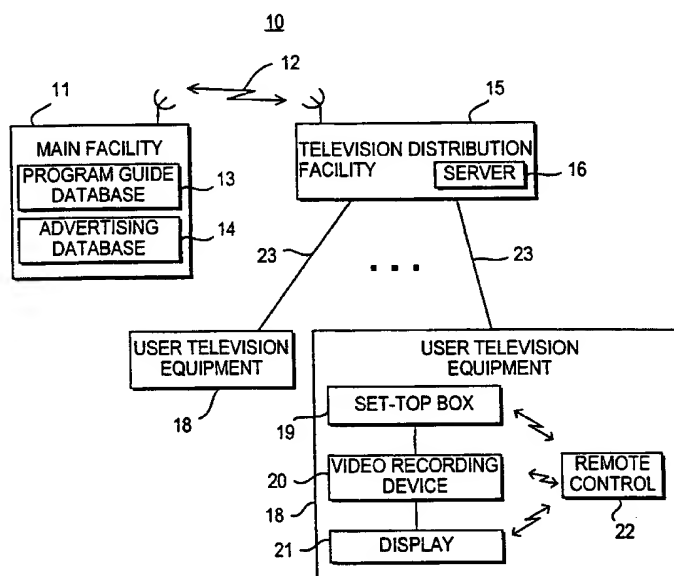 10
12
11
15
MAIN FACILITY
PROGRAM GUIDE
DATABASE
13
ADVERTISING
DATABASE
14
TELEVISION DISTRIBUTION
FACILITY
SERVER
16
23
23
USER TELEVISION
EQUIPMENT
18
USER TELEVISION
EQUIPMENT
SET-TOP BOX
19
VIDEO RECORDING
DEVICE
20
18
REMOTE
CONTROL
22
DISPLAY
21